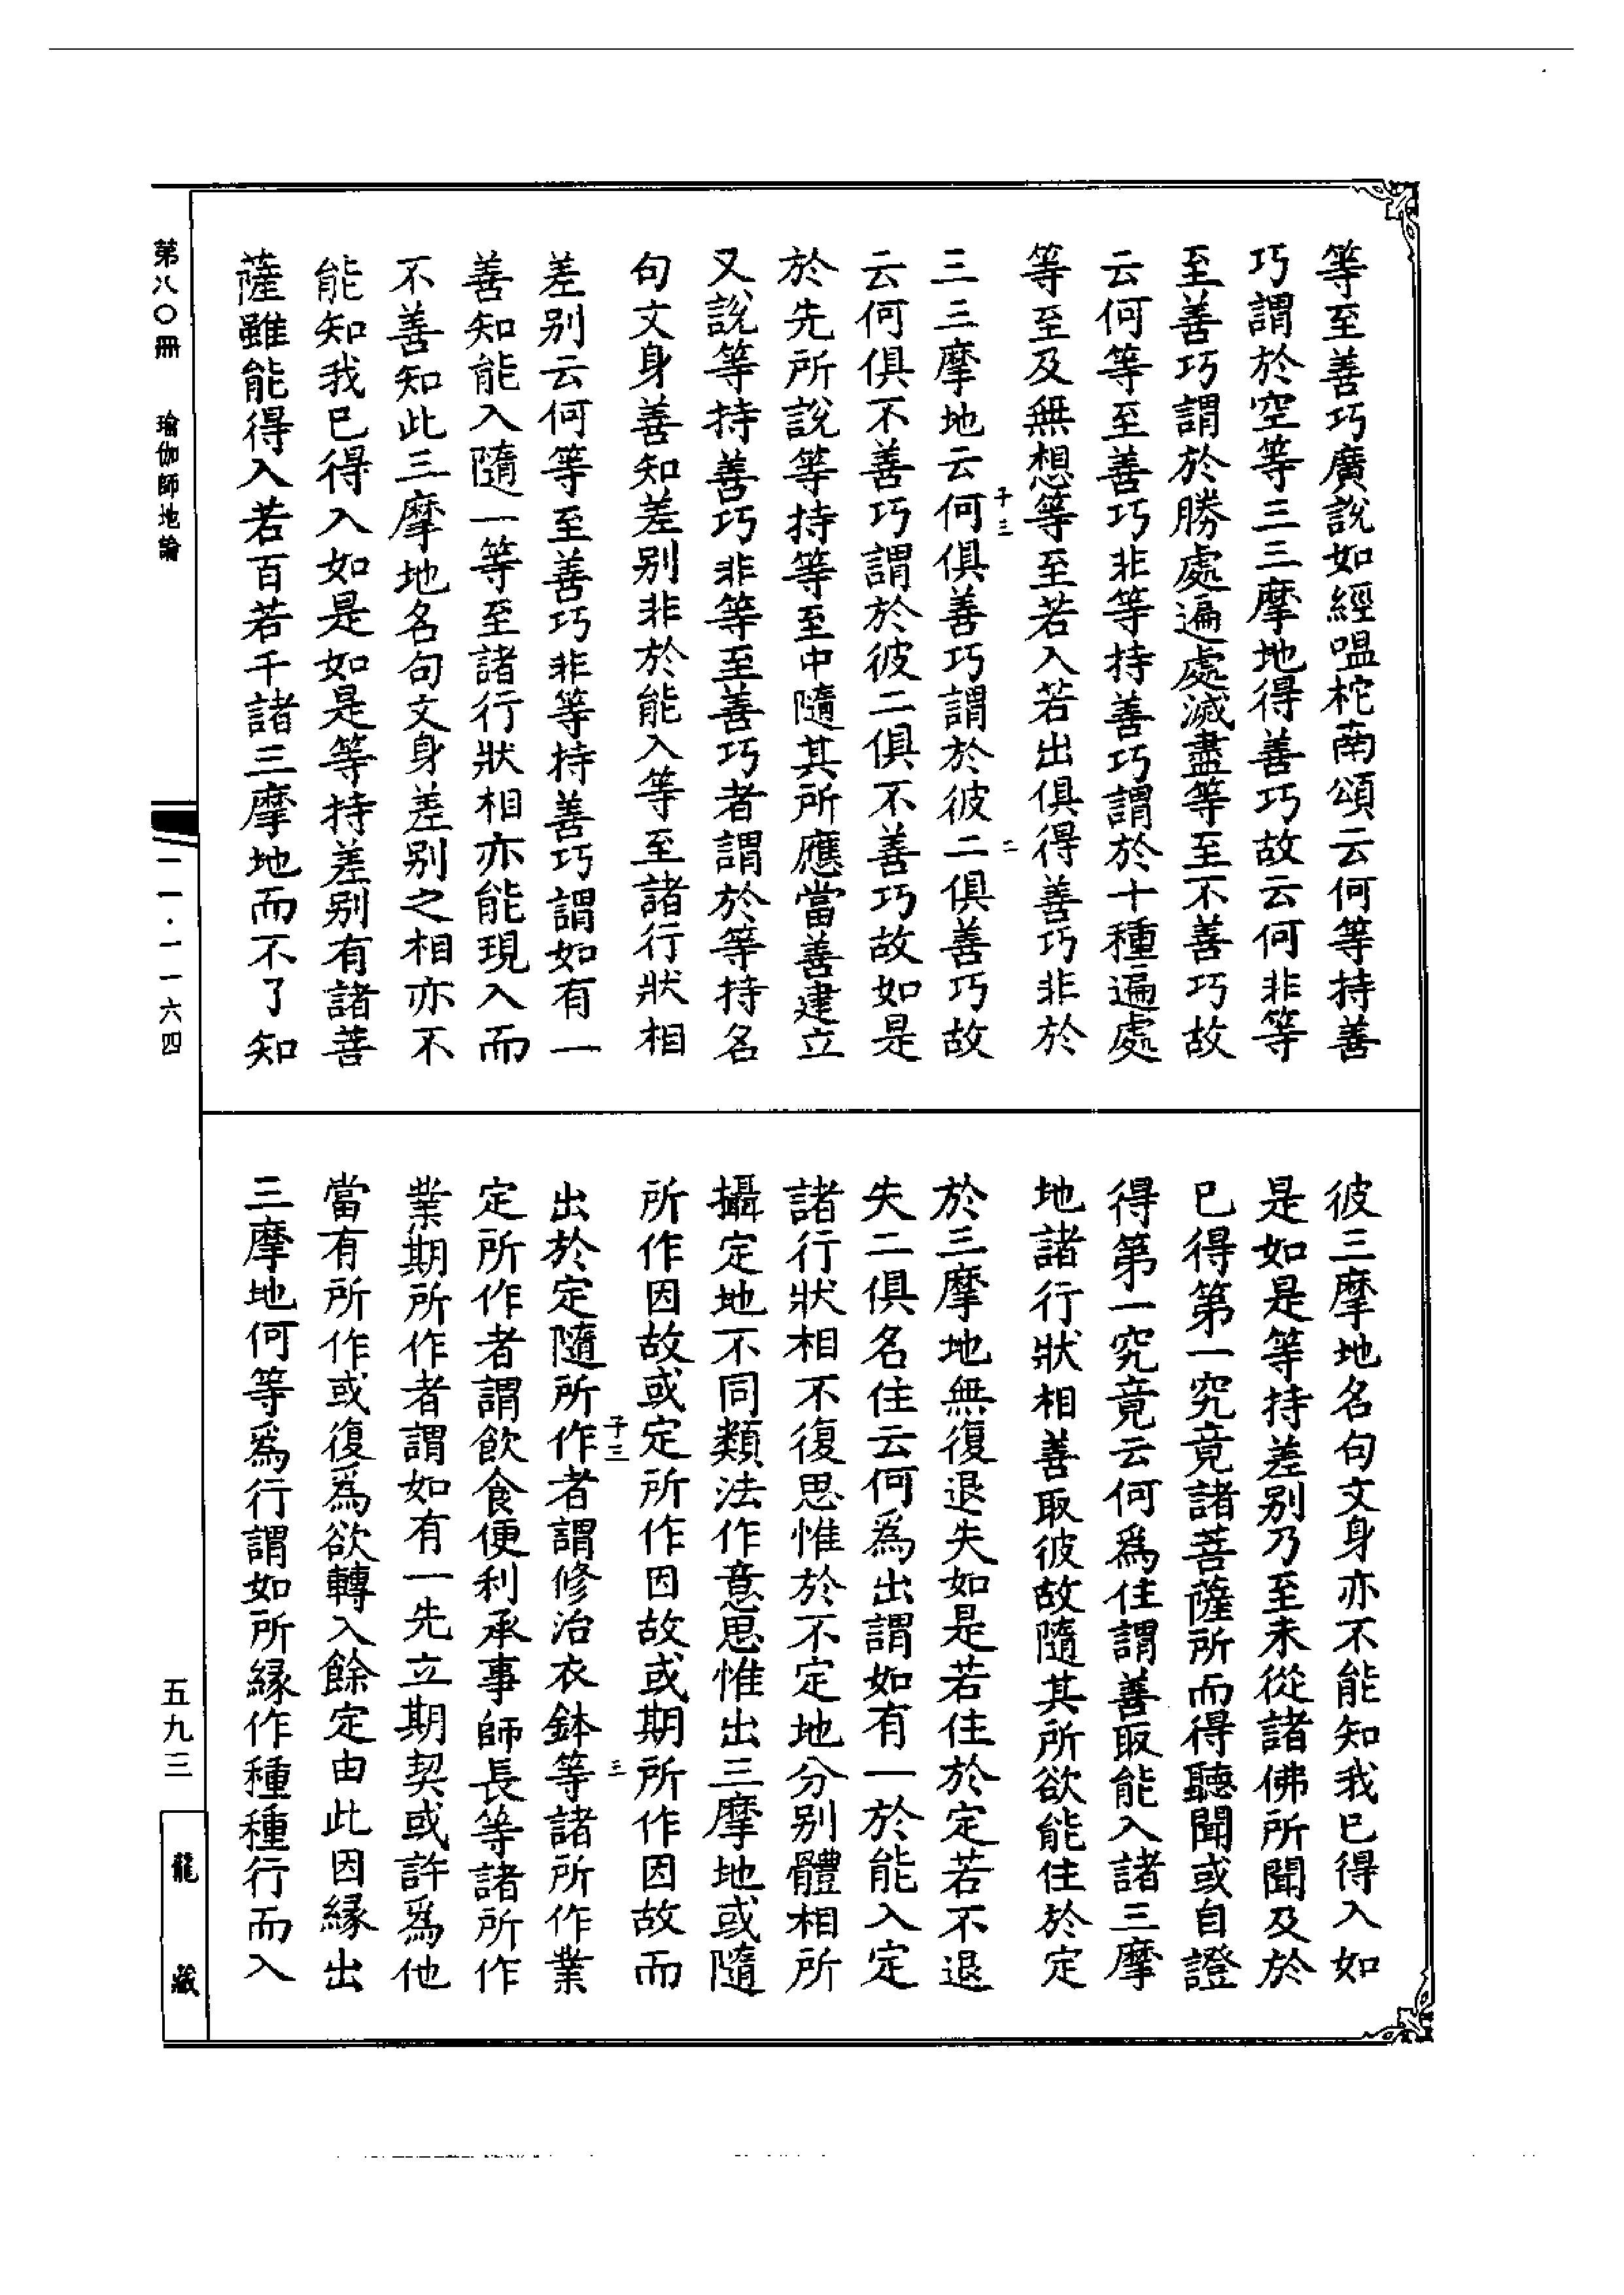 等至善巧廣說如經嗢柁南頌云何等持善
巧謂於空等三三摩地得善巧故云何非等
至善巧謂於勝處遍處滅盡等至不善巧故
云何等至善巧非等持善巧謂於十種遍處
等至及無想等至若入若出俱得善巧非於
三三摩地云何俱善巧謂於彼二俱善巧故
云何俱不善巧謂於彼二俱不善巧故如是
於先所說等持等至中隨其所應當善建立
又說等持善巧非等至善巧者謂於等持名
句文身善知差別非於能入等至諸行狀相
差別云何等至善巧非等持善巧謂如有一
善知能入隨一等至諸行狀相亦能現入而
不善知此三摩地名句文身差別之相亦不
能知我已得入如是如是等持差別有諸菩
薩雖能得入若百若千諸三摩地而不了知
彼三摩地名句文身亦不能知我已得入如
是如是等持差別乃至未從諸佛所聞及於
已得第一究竟諸菩薩所而得聽聞或自證
得第一究竟云何爲住謂善取能入諸三摩
地諸行狀相善取彼故隨其所欲能住於定
於三摩地無復退失如是若住於定若不退
失二俱名住云何爲出謂如有一於能入定
諸行狀相不復思惟於不定地分別體相所
攝定地不同類法作意思惟出三摩地或隨
所作因故或定所作因故或期所作因故而
出於定隨所作者謂修治衣鉢等諸所作業
定所作者謂飲食便利承事師長等諸所作
業期所作者謂如有一先立期契或許爲他
當有所作或復爲欲轉入餘定由此因緣出
三摩地何等爲行謂如所緣作種種行而入
子三
二
子三
三
第八〇冊 瑜伽師地論
一一·一一六四
五九三
龍藏